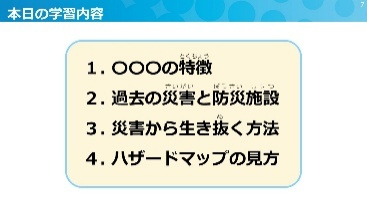 本日の学習内容
1. 〇〇〇の特徴
2. 過去の災害と防災施設
3. 災害から生き抜く方法
4. ハザードマップの見方